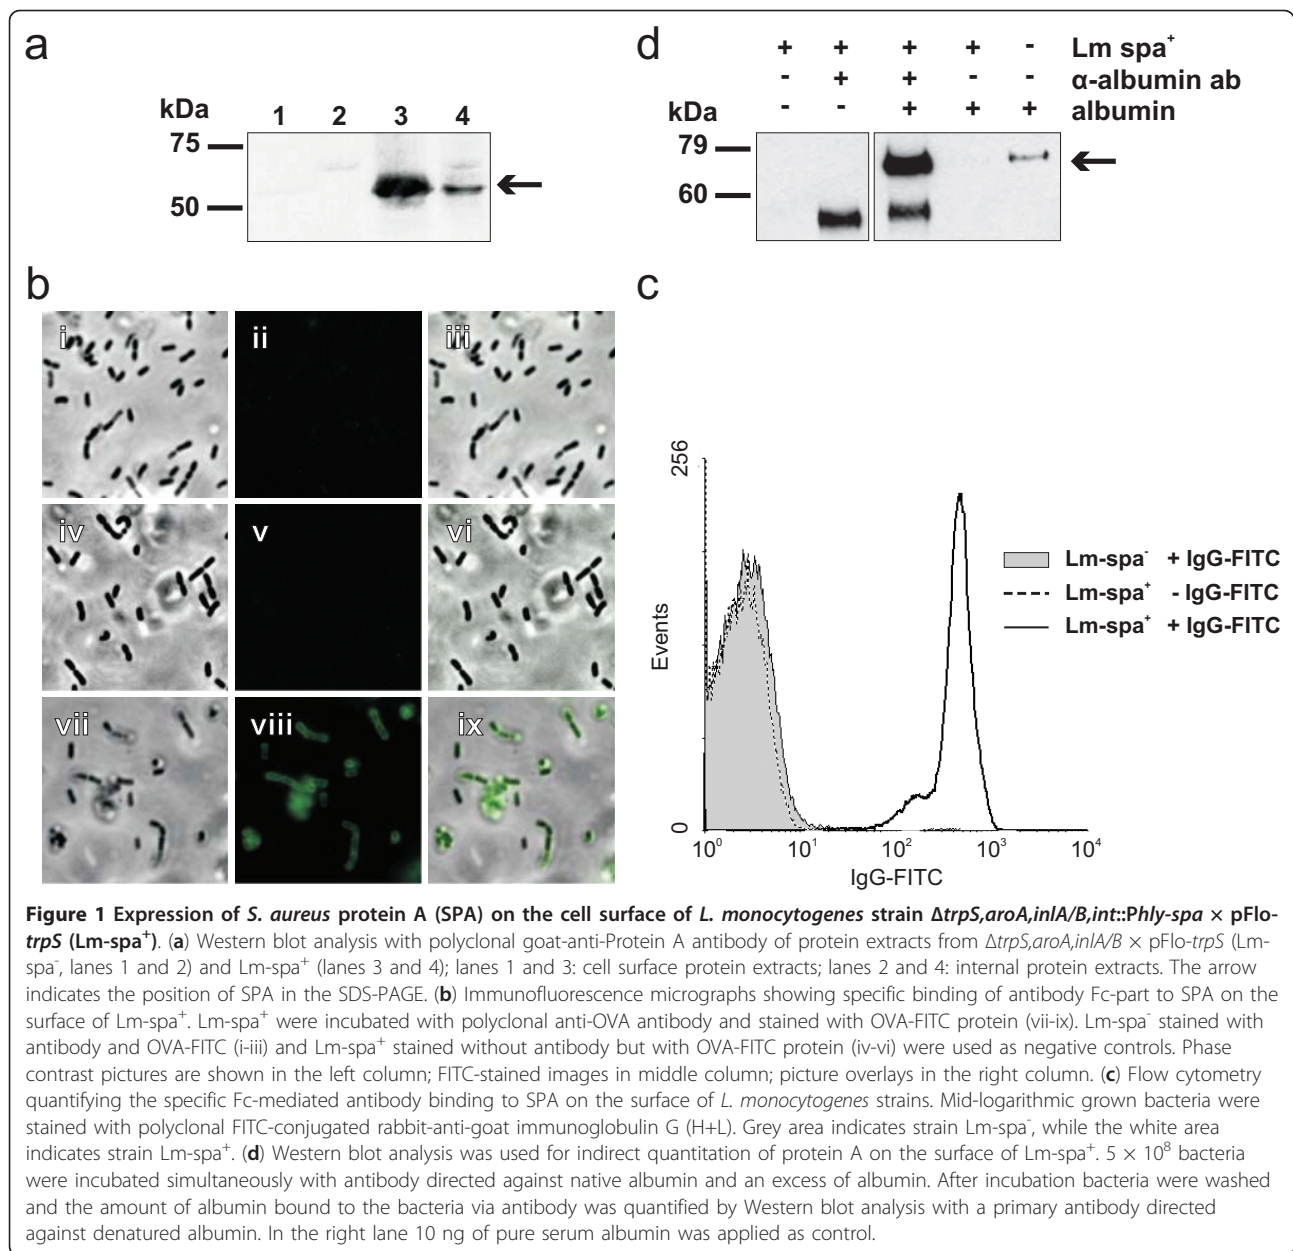 a
kDa
1 2 3 4
75
50
d
+ + + + - Lm spa⁺
- + + - - α-albumin ab
kDa
- - + + + albumin
79
60
b
i ii iii
iv v vi
vii viii ix
c
256
Events
0
10⁰ 10¹ 10² 10³ 10⁴
IgG-FITC
Lm-spa⁻ + IgG-FITC
Lm-spa⁺ - IgG-FITC
Lm-spa⁺ + IgG-FITC
Figure 1 Expression of S. aureus protein A (SPA) on the cell surface of L. monocytogenes strain ΔtrpS,aroA,inlA/B,int::Phly-spa × pFlo-
trpS (Lm-spa⁺). (a) Western blot analysis with polyclonal goat-anti-Protein A antibody of protein extracts from ΔtrpS,aroA,inlA/B × pFlo-trpS (Lm-
spa⁻, lanes 1 and 2) and Lm-spa⁺ (lanes 3 and 4); lanes 1 and 3: cell surface protein extracts; lanes 2 and 4: internal protein extracts. The arrow
indicates the position of SPA in the SDS-PAGE. (b) Immunofluorescence micrographs showing specific binding of antibody Fc-part to SPA on the
surface of Lm-spa⁺. Lm-spa⁺ were incubated with polyclonal anti-OVA antibody and stained with OVA-FITC protein (vii-ix). Lm-spa⁻ stained with
antibody and OVA-FITC (i-iii) and Lm-spa⁺ stained without antibody but with OVA-FITC protein (iv-vi) were used as negative controls. Phase
contrast pictures are shown in the left column; FITC-stained images in middle column; picture overlays in the right column. (c) Flow cytometry
quantifying the specific Fc-mediated antibody binding to SPA on the surface of L. monocytogenes strains. Mid-logarithmic grown bacteria were
stained with polyclonal FITC-conjugated rabbit-anti-goat immunoglobulin G (H+L). Grey area indicates strain Lm-spa⁻, while the white area
indicates strain Lm-spa⁺. (d) Western blot analysis was used for indirect quantitation of protein A on the surface of Lm-spa⁺. 5 × 10⁸ bacteria
were incubated simultaneously with antibody directed against native albumin and an excess of albumin. After incubation bacteria were washed
and the amount of albumin bound to the bacteria via antibody was quantified by Western blot analysis with a primary antibody directed
against denatured albumin. In the right lane 10 ng of pure serum albumin was applied as control.